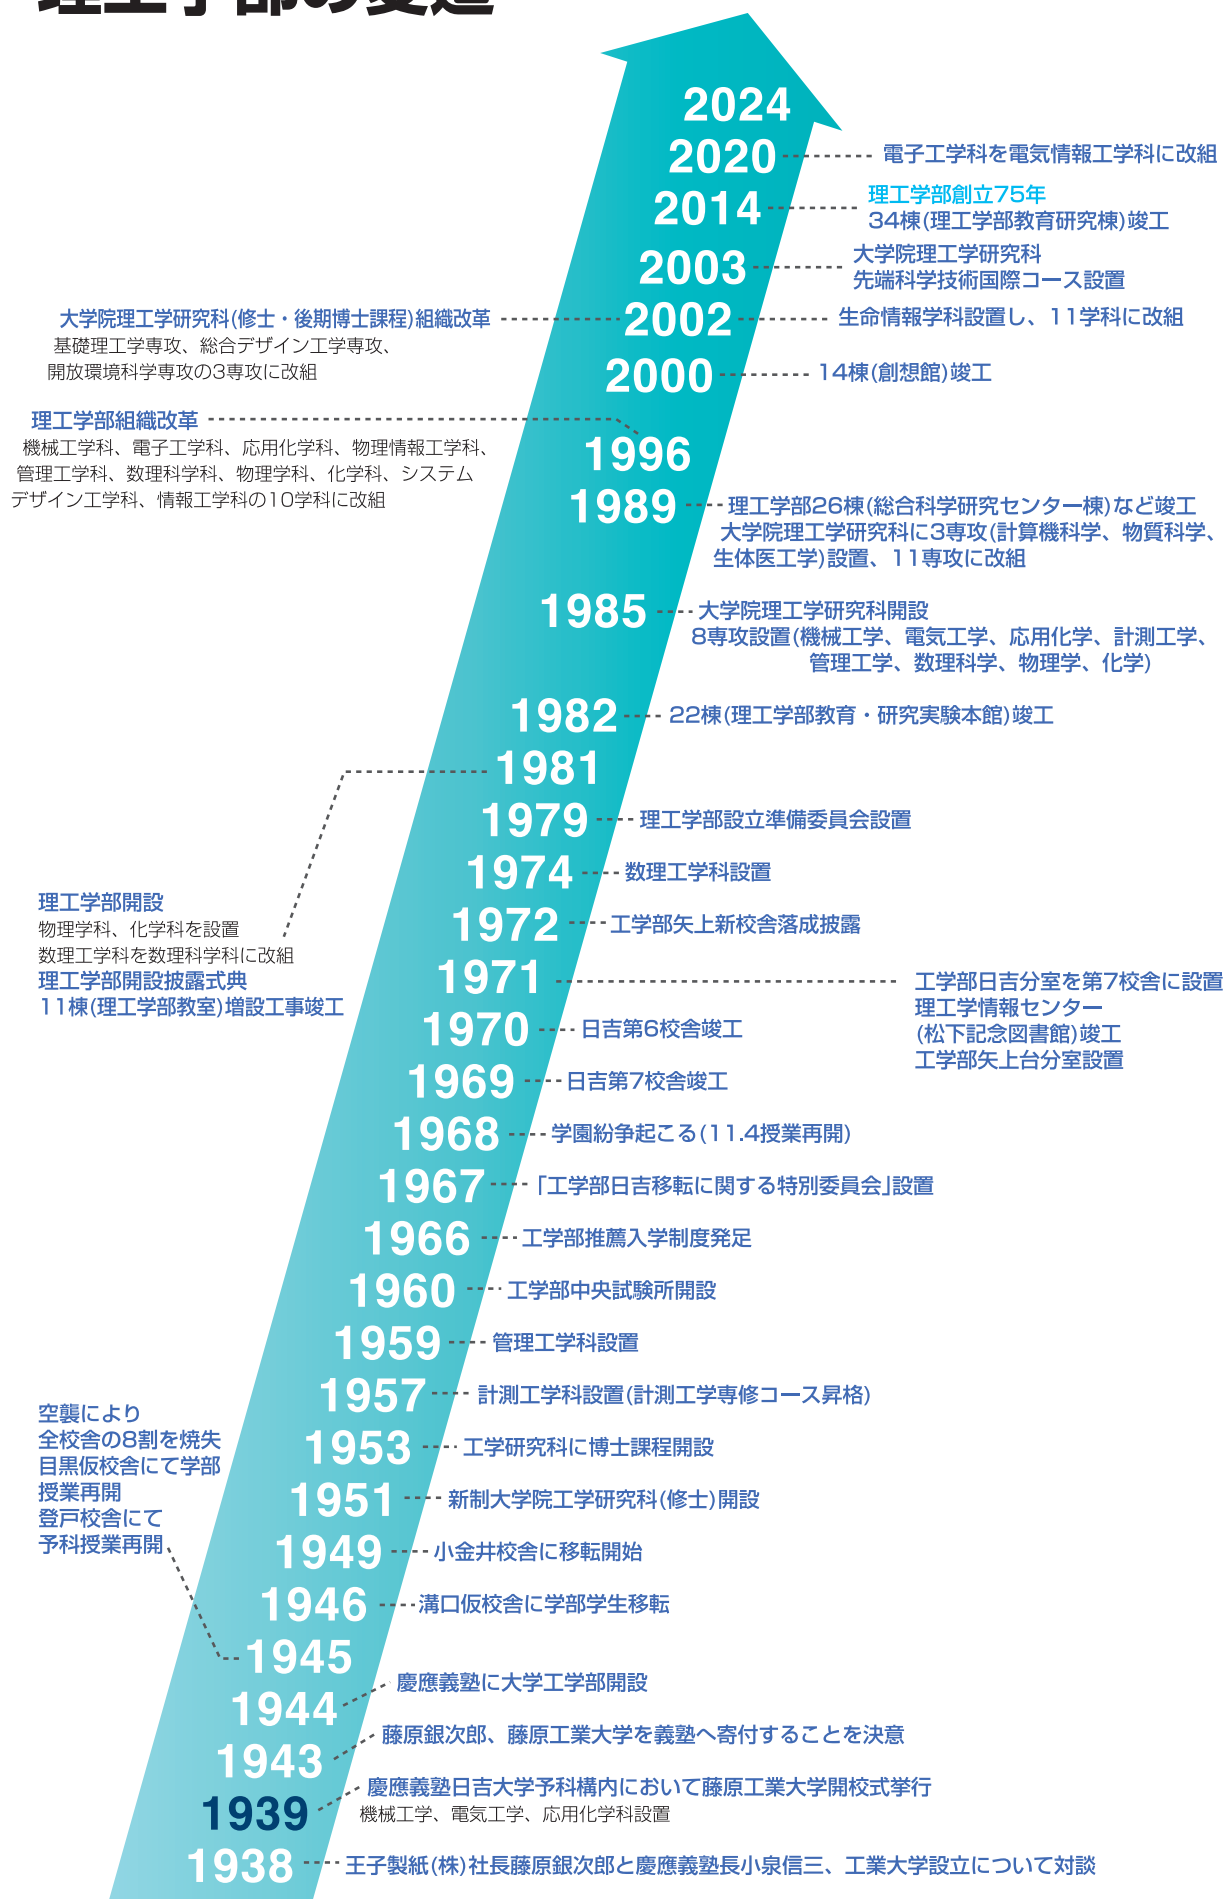 理工学部の変遷
2024
2020
電子工学科を電気情報工学科に改組
2014
理工学部創立75年
34棟(理工学部教育研究棟)竣工
2003
大学院理工学研究科
先端科学技術国際コース設置
大学院理工学研究科(修士・後期博士課程)組織改革
基礎理工学専攻、総合デザイン工学専攻、
開放環境科学専攻の3専攻に改組
2002
生命情報学科設置し、11学科に改組
2000
14棟(創想館)竣工
理工学部組織改革
機械工学科、電子工学科、応用化学科、物理情報工学科、
管理工学科、数理科学科、物理学科、化学科、システム
デザイン工学科、情報工学科の10学科に改組
1996
1989
理工学部26棟(総合科学研究センター棟)など竣工
大学院理工学研究科に3専攻(計算機科学、物質科学、
生体医工学)設置、11専攻に改組
1985
大学院理工学研究科開設
8専攻設置(機械工学、電気工学、応用化学、計測工学、
管理工学、数理科学、物理学、化学)
1982
22棟(理工学部教育・研究実験本館)竣工
1981
理工学部開設
物理学科、化学科を設置
数理工学科を数理科学科に改組
理工学部開設披露式典
11棟(理工学部教室)増設工事竣工
1979
理工学部設立準備委員会設置
1974
数理工学科設置
1972
工学部矢上新校舎落成披露
1971
工学部日吉分室を第7校舎に設置
理工学情報センター
(松下記念図書館)竣工
工学部矢上台分室設置
1970
日吉第6校舎竣工
1969
日吉第7校舎竣工
1968
学園紛争起こる(11.4授業再開)
1967
「工学部日吉移転に関する特別委員会」設置
1966
工学部推薦入学制度発足
1960
工学部中央試験所開設
1959
管理工学科設置
1957
計測工学科設置(計測工学専修コース昇格)
1953
工学研究科に博士課程開設
1951
新制大学院工学研究科(修士)開設
1949
小金井校舎に移転開始
1946
溝口仮校舎に学部学生移転
空襲により
全校舎の8割を焼失
目黒仮校舎にて学部
授業再開
登戸校舎にて
予科授業再開
1945
1944
慶應義塾に大学工学部開設
1943
藤原銀次郎、藤原工業大学を義塾へ寄付することを決意
1939
慶應義塾日吉大学予科構内において藤原工業大学開校式挙行
機械工学、電気工学、応用化学科設置
1938
王子製紙(株)社長藤原銀次郎と慶應義塾長小泉信三、工業大学設立について対談